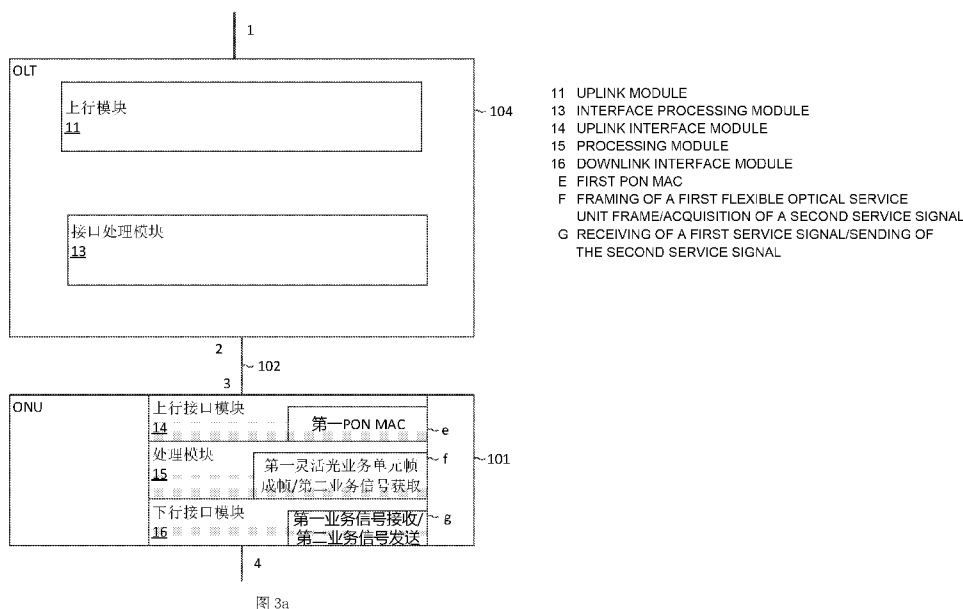 1
OLT
上行模块
11
104
接口处理模块
13
2
102
3
ONU
上行接口模块
14
第一PON MAC
e
处理模块
15
第一灵活光业务单元帧
成帧/第二业务信号获取
f
101
下行接口模块
16
第一业务信号接收/
第二业务信号发送
g
4
图 3a
11 UPLINK MODULE
13 INTERFACE PROCESSING MODULE
14 UPLINK INTERFACE MODULE
15 PROCESSING MODULE
16 DOWNLINK INTERFACE MODULE
E FIRST PON MAC
F FRAMING OF A FIRST FLEXIBLE OPTICAL SERVICE
UNIT FRAME/ACQUISITION OF A SECOND SERVICE SIGNAL
G RECEIVING OF A FIRST SERVICE SIGNAL/SENDING OF
THE SECOND SERVICE SIGNAL